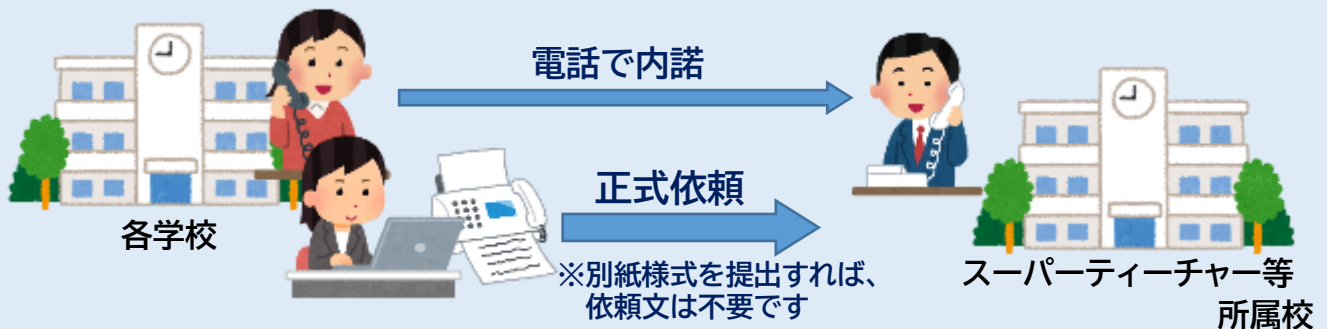 電話で内諾
正式依頼
各学校
※別紙様式を提出すれば、
依頼文は不要です
スーパーティーチャー等
所属校